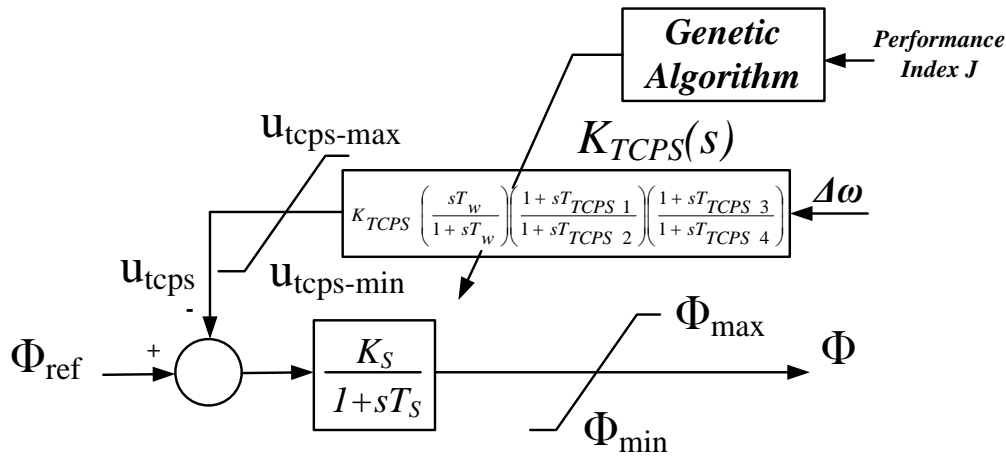 Genetic
Algorithm
Performance
Index J
u_tcps-max
K_TCPS(s)
K_TCPS (sT_w / 1 + sT_w) (1 + sT_TCPS 1 / 1 + sT_TCPS 2) (1 + sT_TCPS 3 / 1 + sT_TCPS 4)
Δω
u_tcps
u_tcps-min
-
Φ_ref
+
K_S
1+sT_S
Φ_max
Φ
Φ_min